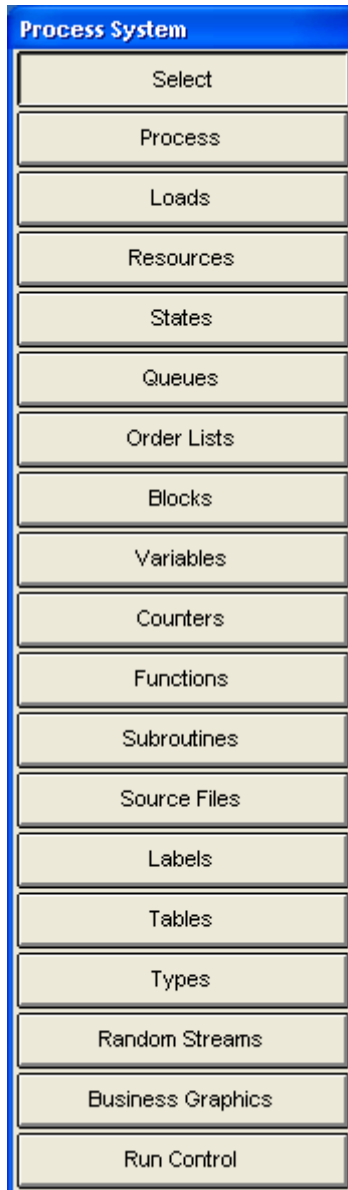 Process System
Select
Process
Loads
Resources
States
Queues
Order Lists
Blocks
Variables
Counters
Functions
Subroutines
Source Files
Labels
Tables
Types
Random Streams
Business Graphics
Run Control